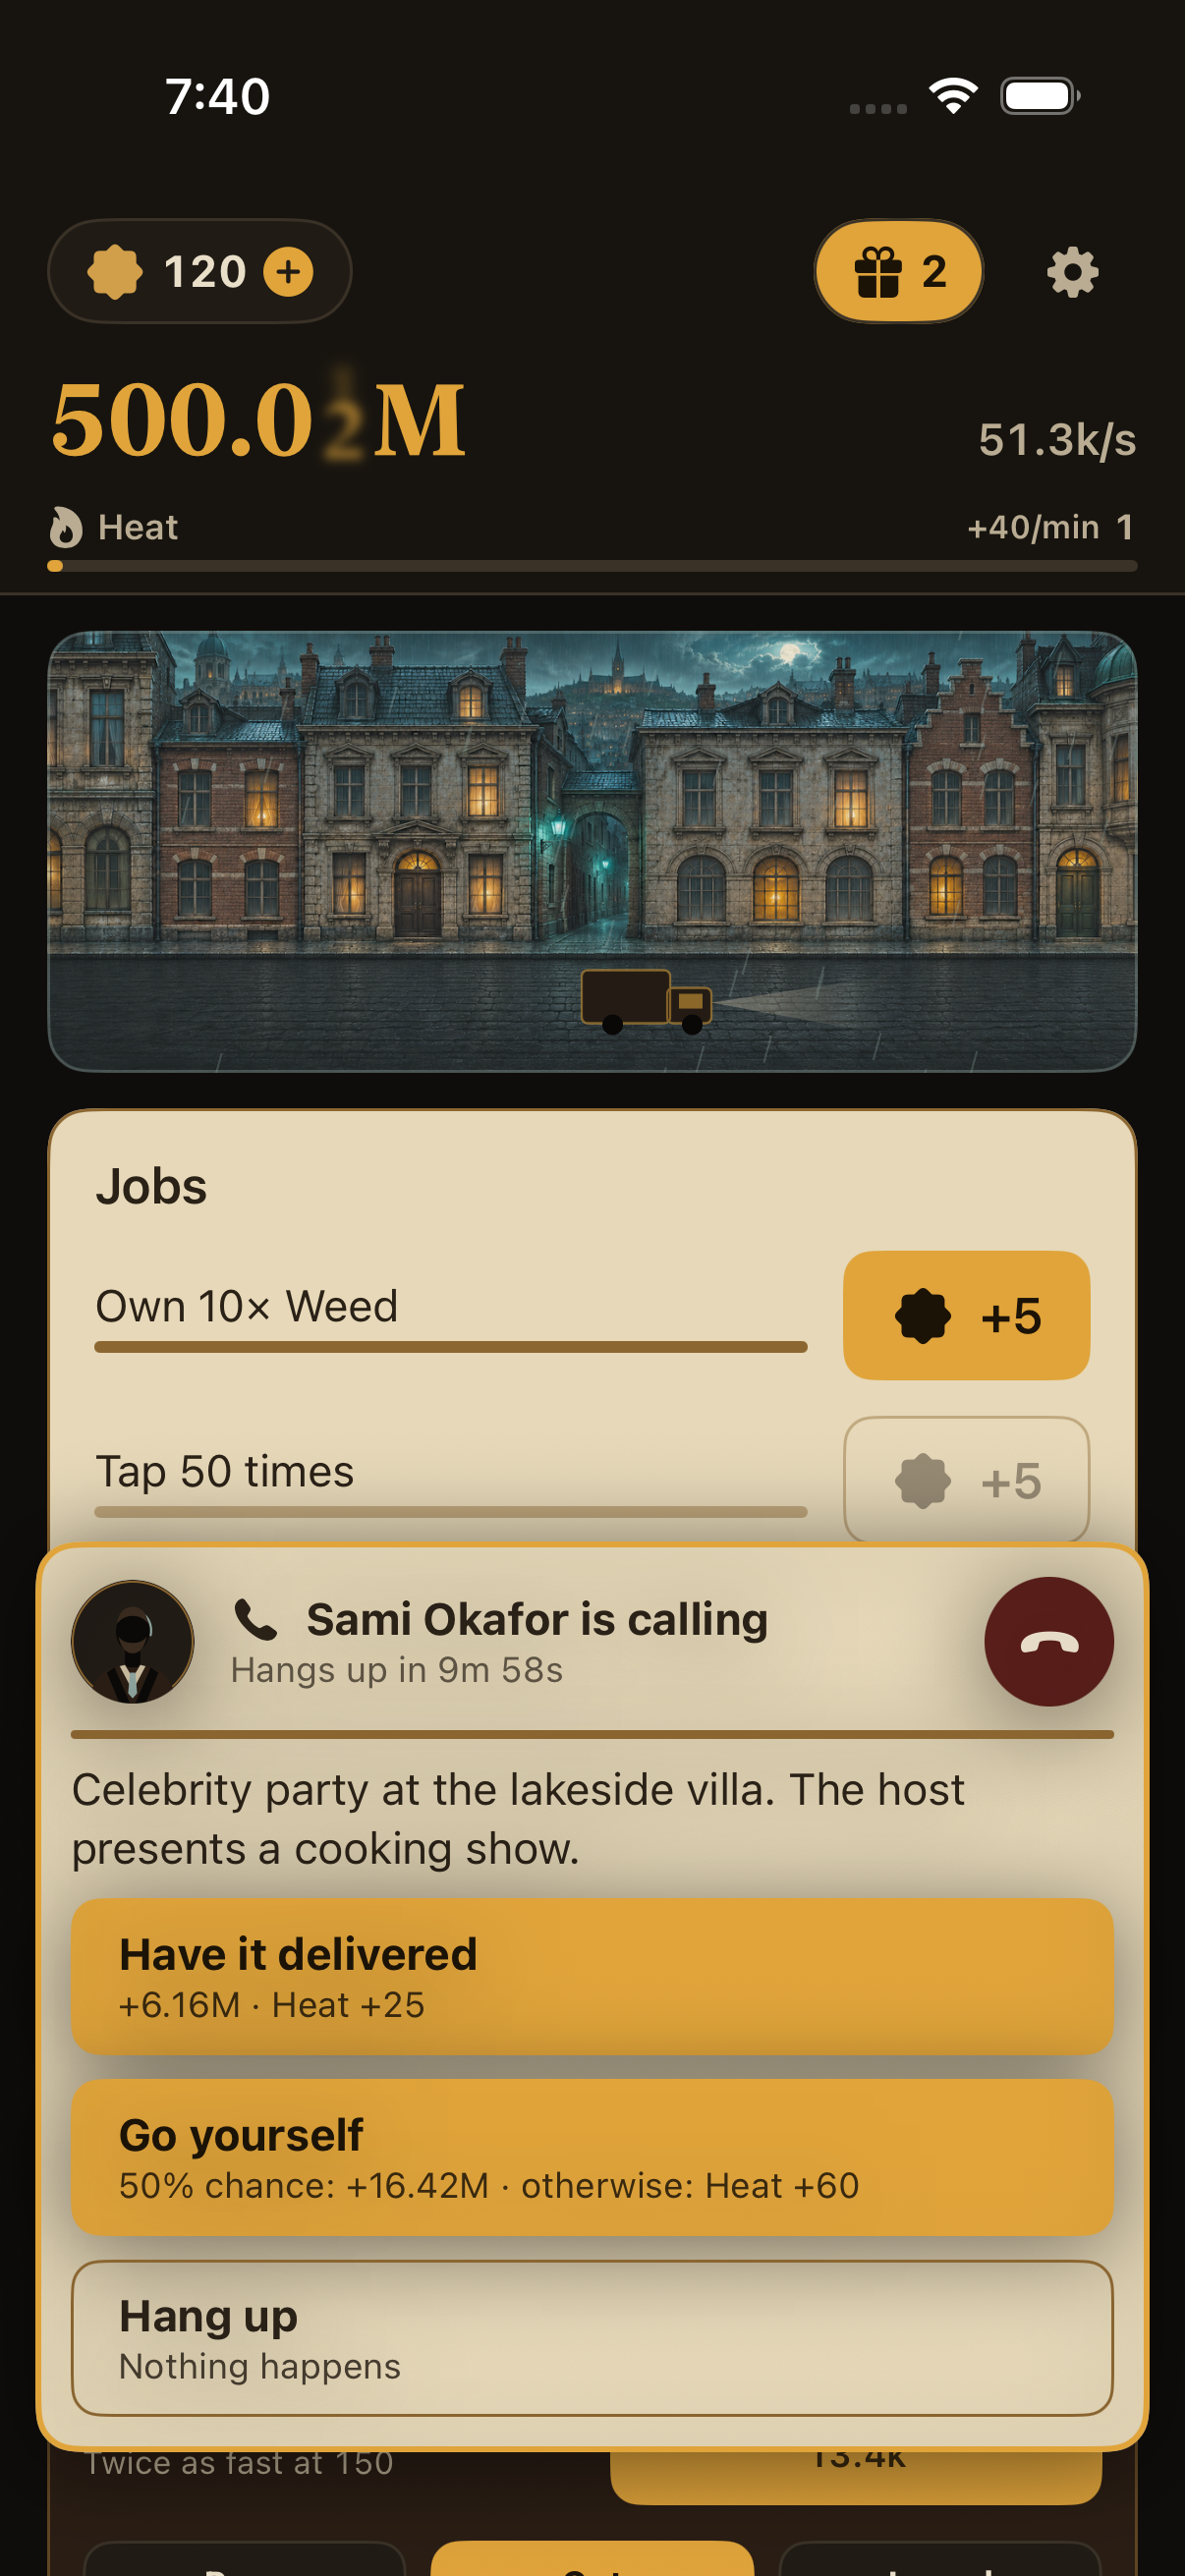 7:40
120
2
500.02M
51.3k/s
Heat
+40/min 1
Jobs
Own 10× Weed
+5
Tap 50 times
+5
Sami Okafor is calling
Hangs up in 9m 58s
Celebrity party at the lakeside villa. The host
presents a cooking show.
Have it delivered
+6.16M · Heat +25
Go yourself
50% chance: +16.42M · otherwise: Heat +60
Hang up
Nothing happens
Twice as fast at 150
13.4k